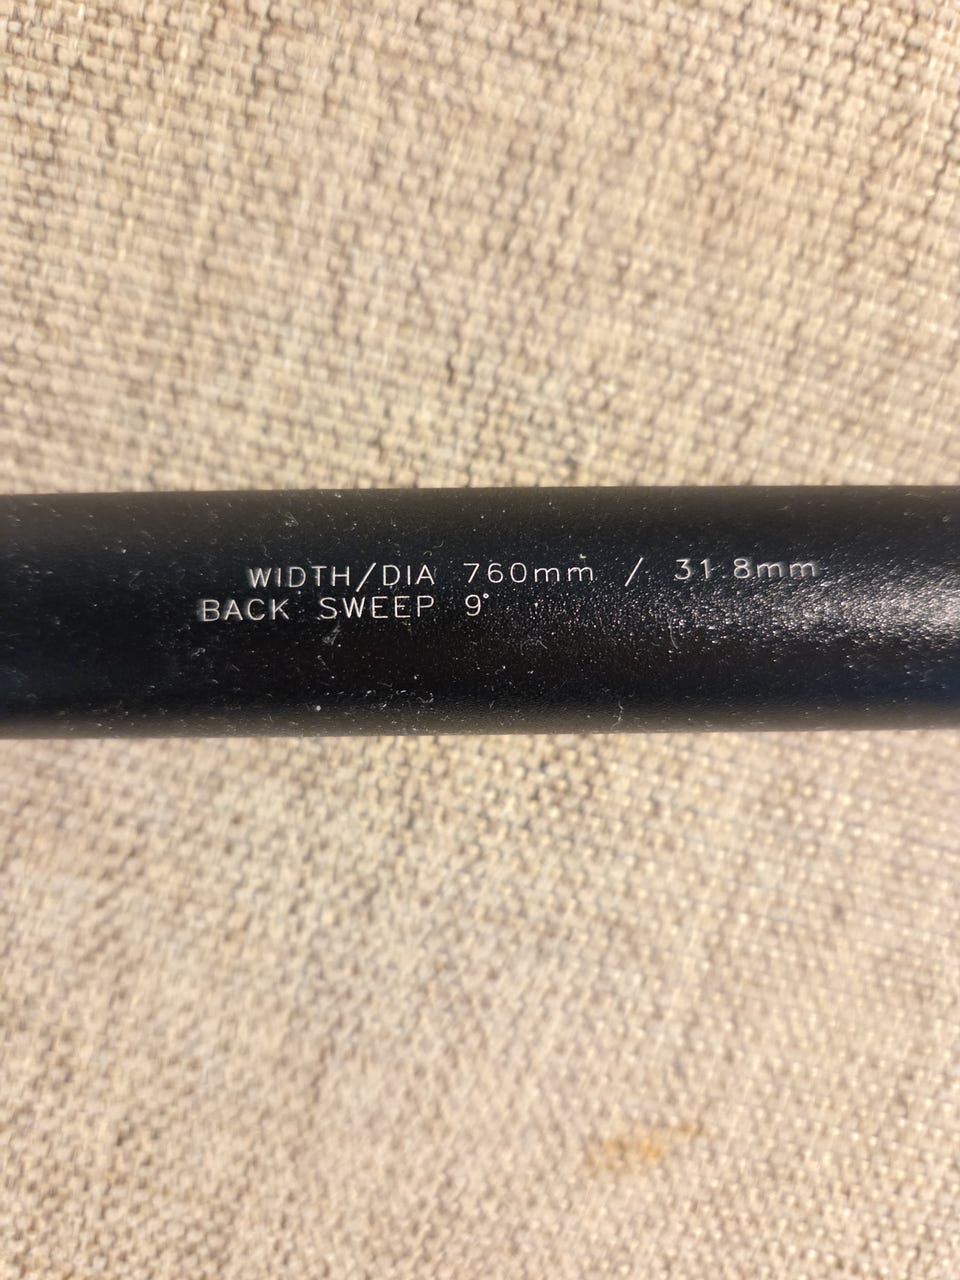 WIDTH/DIA 760mm / 31.8mm
BACK SWEEP 9°